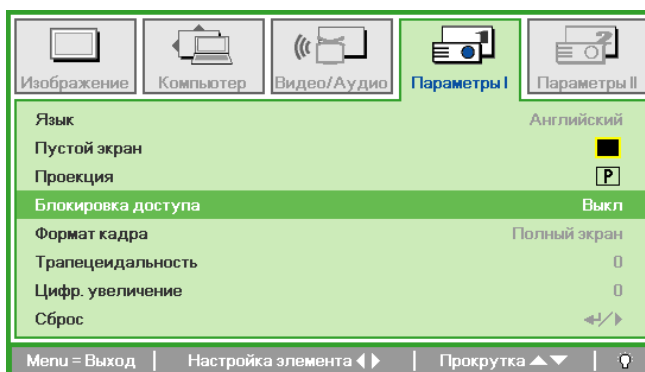 Изображение Компьютер Видео/Аудио Параметры I Параметры II
Язык Английский
Пустой экран
Проекция P
Блокировка доступа Выкл
Формат кадра Полный экран
Трапецеидальность 0
Цифр. увеличение 0
Сброс
Menu = Выход Настройка элемента Прокрутка